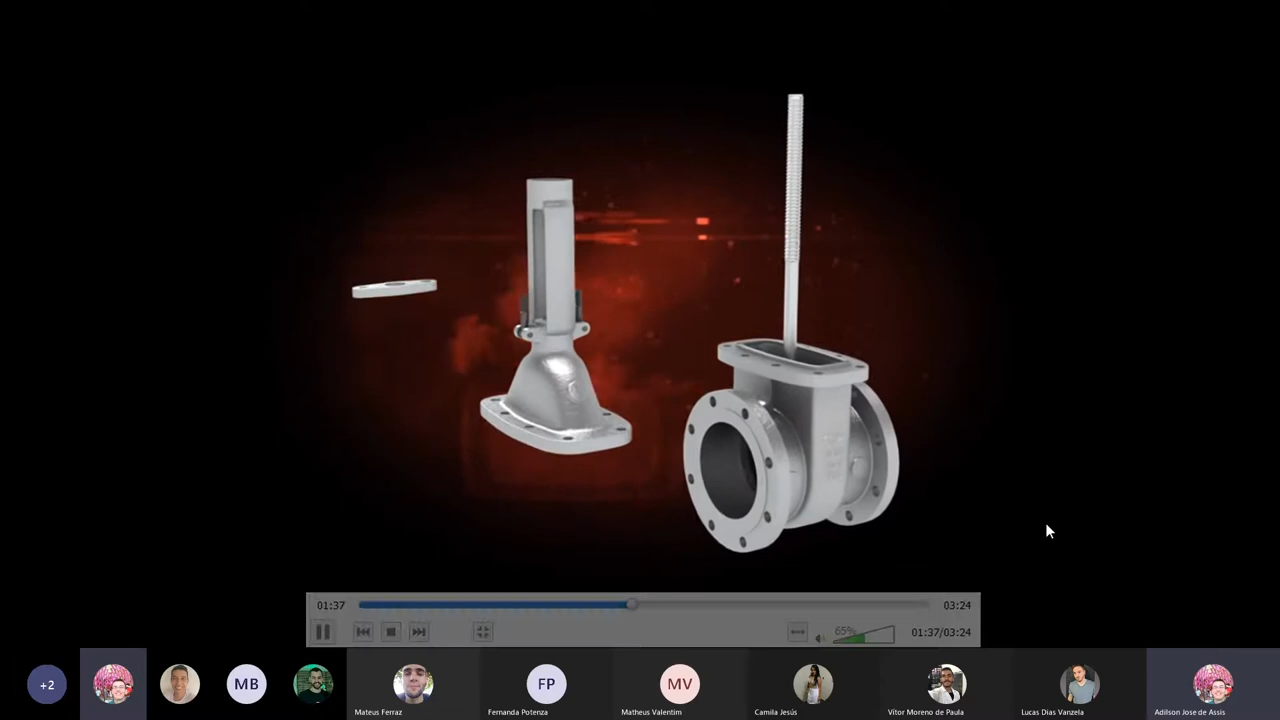 01:37
03:24
65%
01:37/03:24
+2
MB
FP
MV
Mateus Ferraz
Fernanda Potenza
Matheus Valentim
Camila Jesús
Vítor Moreno de Paula
Lucas Dias Vanzela
Adilson Jose de Assis